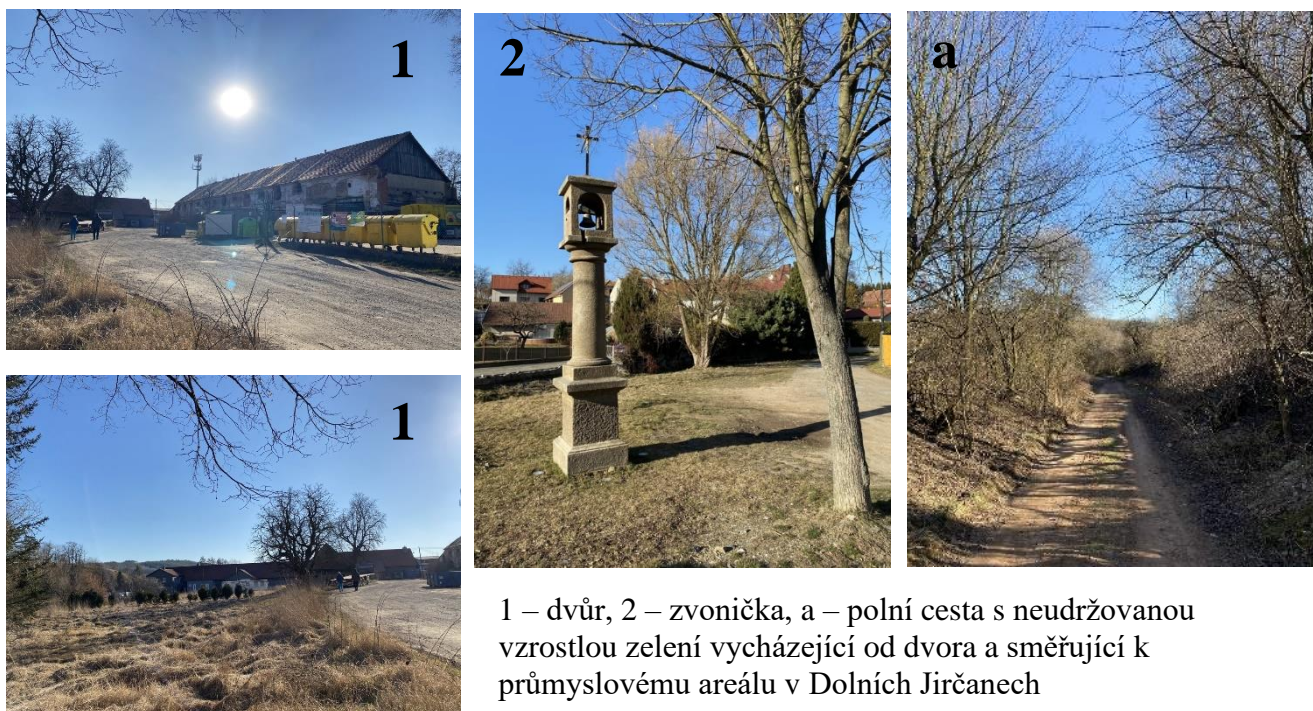 1
2
a
1
1 – dvůr, 2 – zvonička, a – polní cesta s neudržovanou
vzrostlou zelení vycházející od dvora a směřující k
průmyslovému areálu v Dolních Jirčanech